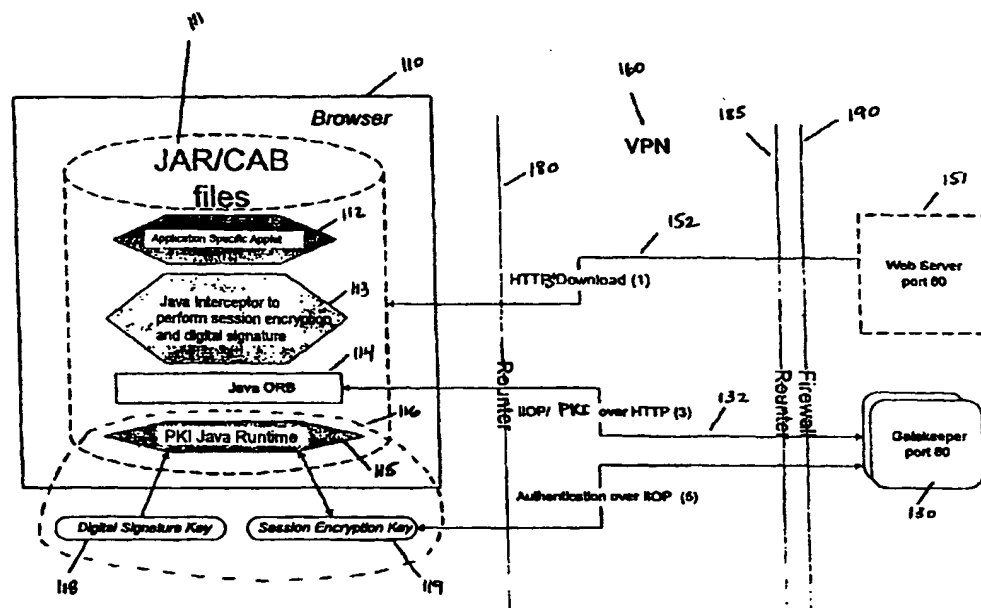 111
110
Browser
JAR/CAB
files
112
Application Specific Applet
113
Java Interceptor to
perform session encryption
and digital signature
114
Java ORB
116
PKI Java Runtime
115
Digital Signature Key
Session Encryption Key
118
119
160
VPN
180
185
190
151
152
HTTP Download (1)
Web Server
port 80
Rounter
IIOP/ PKI over HTTP (3)
132
Rounter
Firewall
Gatekeeper
port 80
Authentication over IIOP (5)
130